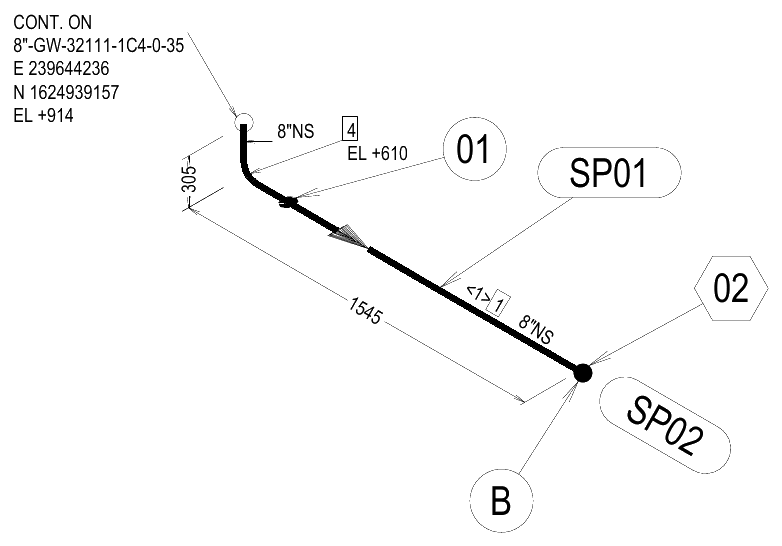 CONT. ON
8"-GW-32111-1C4-0-35
E 239644236
N 1624939157
EL +914
8"NS
4
EL +610
01
SP01
305
02
<1>
1
1545
8"NS
SP02
B